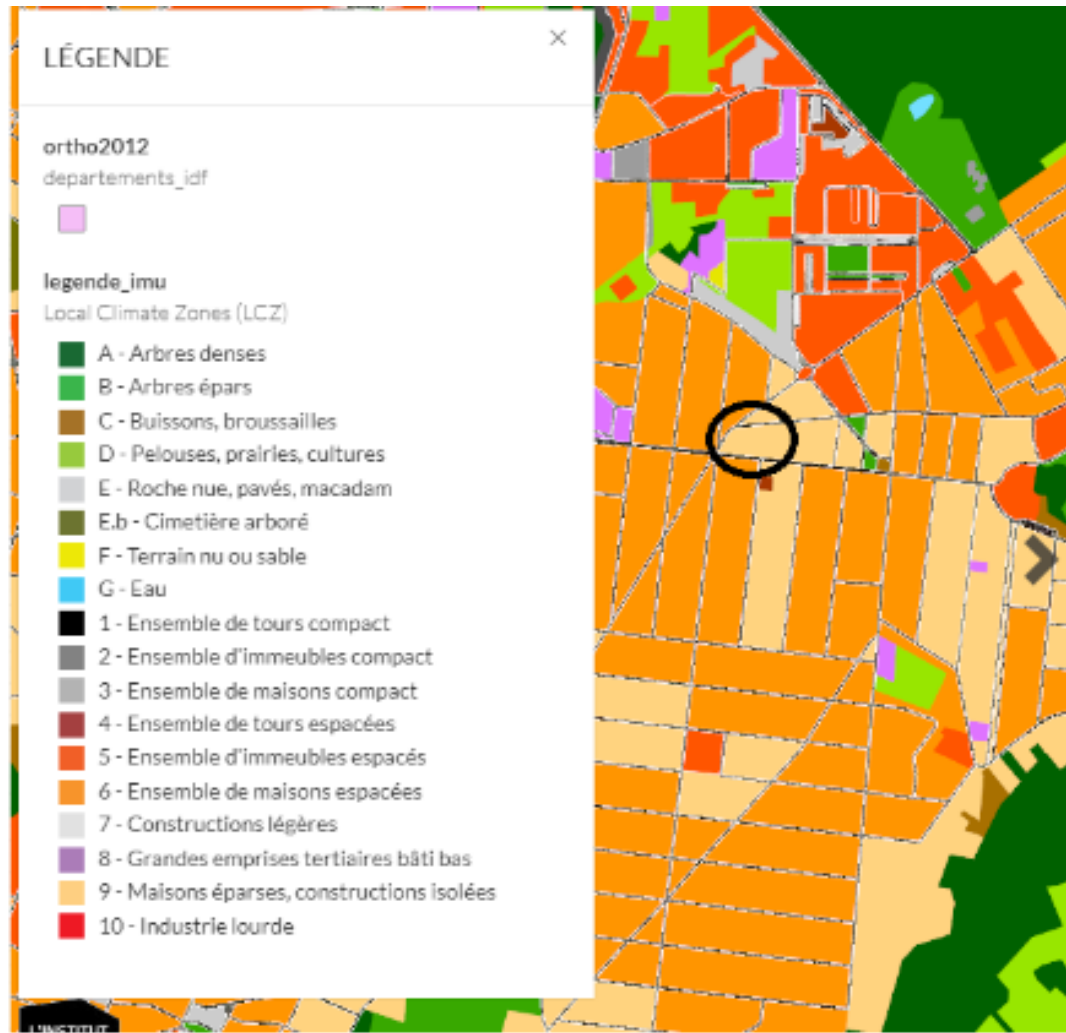 LÉGENDE
ortho2012
departements_idf
legende_imu
Local Climate Zones (LCZ)
A - Arbres denses
B - Arbres épars
C - Buissons, broussailles
D - Pelouses, prairies, cultures
E - Roche nue, pavés, macadam
E.b - Cimetière arboré
F - Terrain nu ou sable
G - Eau
1 - Ensemble de tours compact
2 - Ensemble d'immeubles compact
3 - Ensemble de maisons compact
4 - Ensemble de tours espacées
5 - Ensemble d'immeubles espacés
6 - Ensemble de maisons espacées
7 - Constructions légères
8 - Grandes emprises tertiaires bâti bas
9 - Maisons éparses, constructions isolées
10 - Industrie lourde
L'INSTITUT